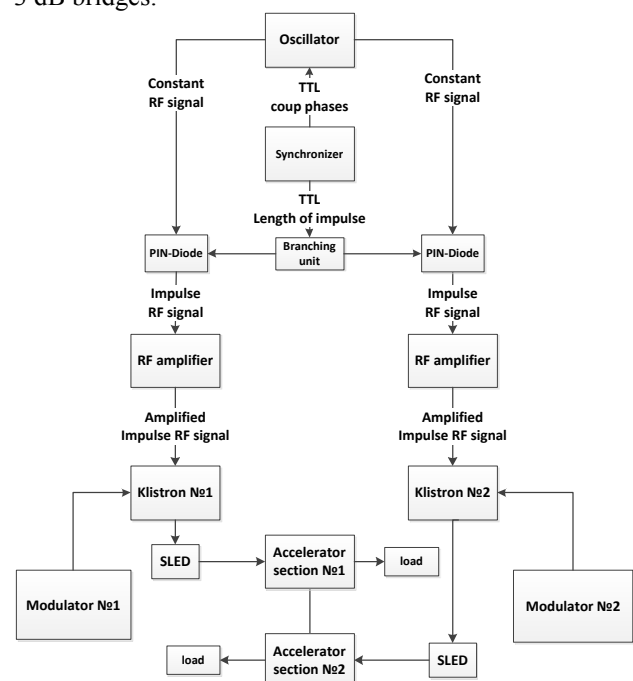 3 dB bridges.
Oscillator
Constant
RF signal
TTL
coup phases
Constant
RF signal
Synchronizer
TTL
Length of impulse
PIN-Diode
Branching
unit
PIN-Diode
Impulse
RF signal
Impulse
RF signal
RF amplifier
RF amplifier
Amplified
Impulse RF signal
Amplified
Impulse RF signal
Klistron №1
Klistron №2
SLED
Accelerator
section №1
load
Modulator №1
Modulator №2
load
Accelerator
section №2
SLED